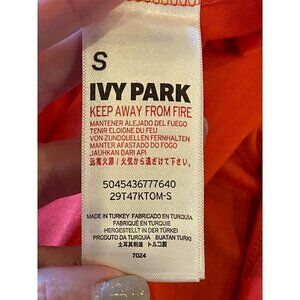 S
IVY PARK
KEEP AWAY FROM FIRE
MANTENER ALEJADO DEL FUEGO
TENIR ELOIGNE DU FEU
VON ZUNDQUELLEN FERNHALTEN
MANTER AFASTADO DO FOGO
JAUHKAN DARI API
远离火源 / 火気から遠ざけて下さい。
5045436777640
29T47KTOM-S
MADE IN TURKEY FABRICADO EN TURQUÍA
FABRIQUÉ EN TURQUIE
HERGESTELLT IN DER TÜRKEI
PRODUTO DA TURQUIA BUATAN TURKI
土耳其制造 トルコ製
7024